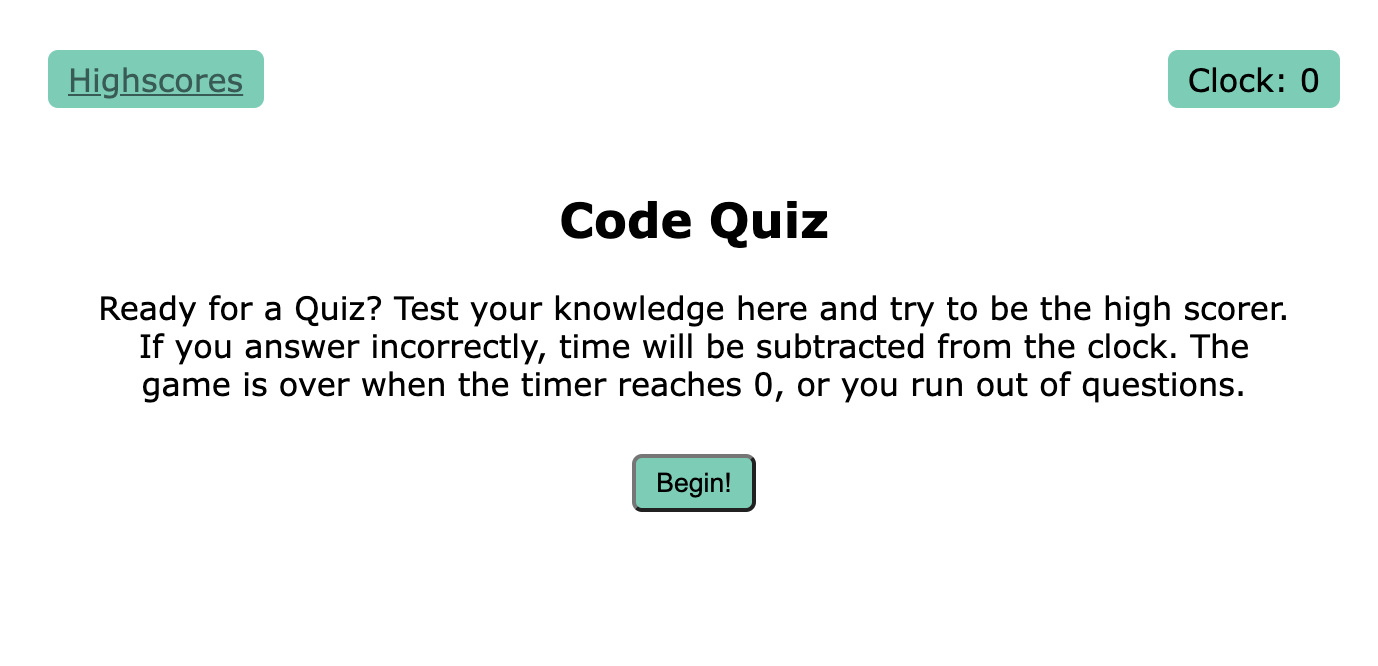 Highscores
Clock: 0
Code Quiz
Ready for a Quiz? Test your knowledge here and try to be the high scorer.
If you answer incorrectly, time will be subtracted from the clock. The
game is over when the timer reaches 0, or you run out of questions.
Begin!